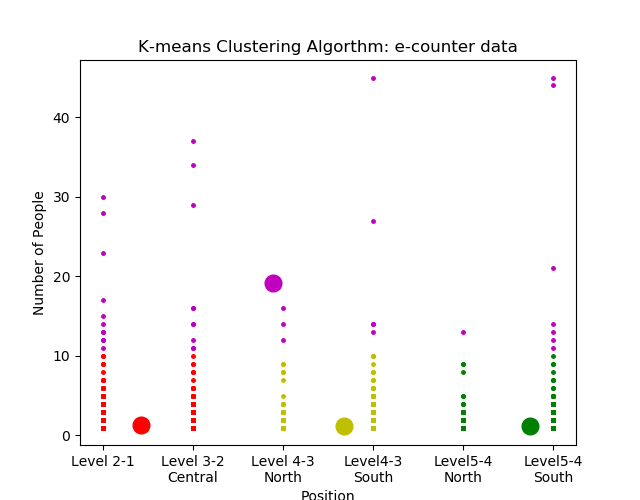 K-means Clustering Algorthm: e-counter data
Number of People
40
30
20
10
0
Level 2-1 Level 3-2 Level 4-3 Level4-3 Level5-4 Level5-4
Central North South North South
Position